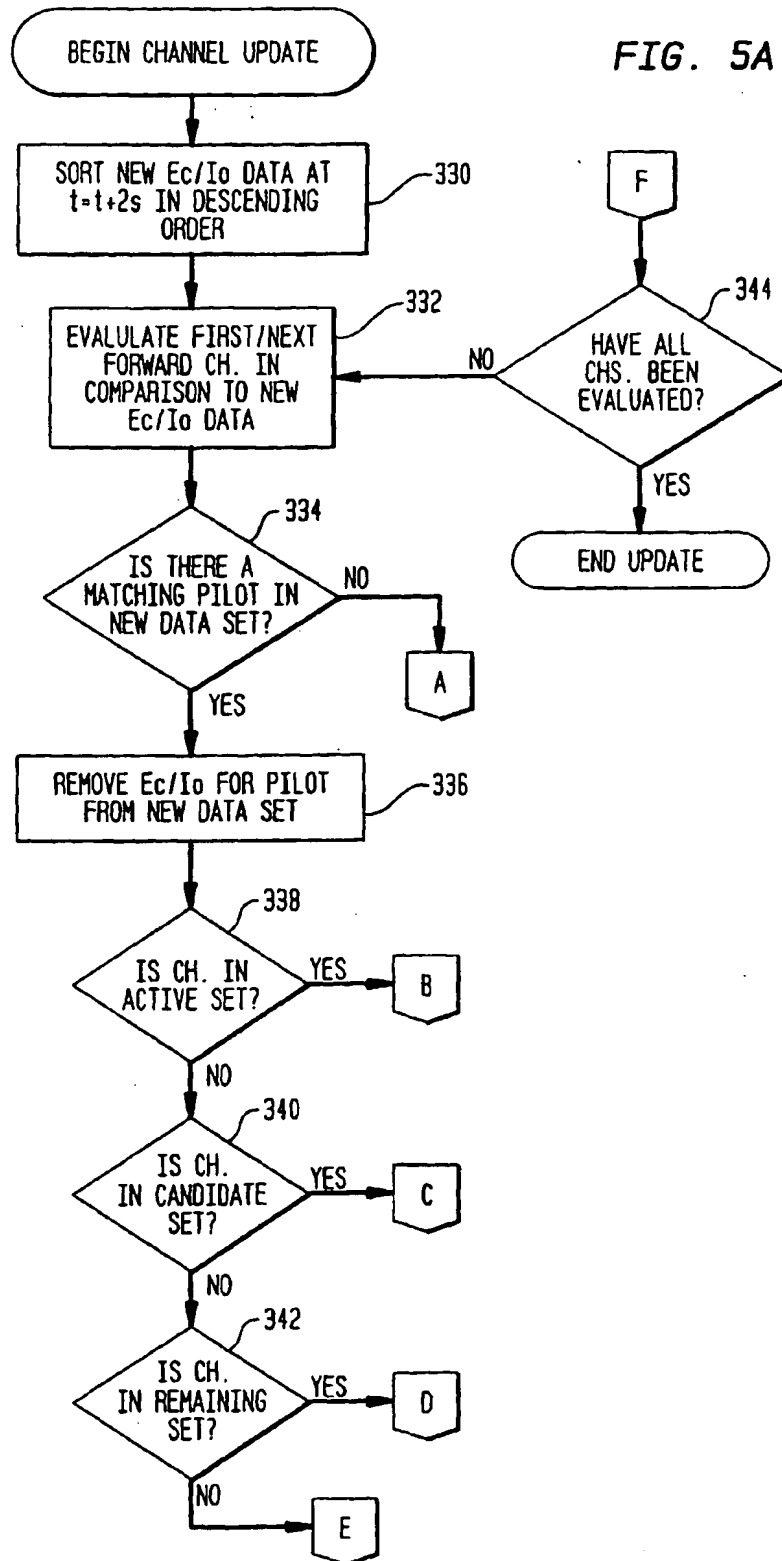 FIG. 5A
BEGIN CHANNEL UPDATE
SORT NEW Ec/Io DATA AT
t=t+2s IN DESCENDING
ORDER
330
EVALULATE FIRST/NEXT
FORWARD CH. IN
COMPARISON TO NEW
Ec/Io DATA
332
F
HAVE ALL
CHS. BEEN
EVALUATED?
344
NO
YES
END UPDATE
IS THERE A
MATCHING PILOT IN
NEW DATA SET?
334
NO
A
YES
REMOVE Ec/Io FOR PILOT
FROM NEW DATA SET
336
IS CH. IN
ACTIVE SET?
338
YES
B
NO
IS CH.
IN CANDIDATE
SET?
340
YES
C
NO
IS CH.
IN REMAINING
SET?
342
YES
D
NO
E